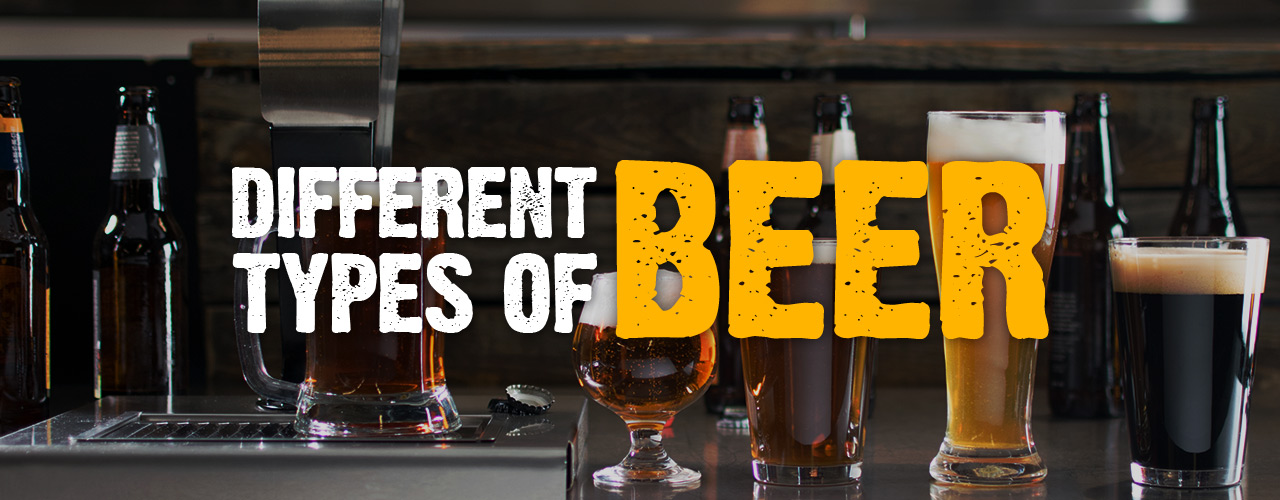 DIFFERENT
TYPES OF
BEER